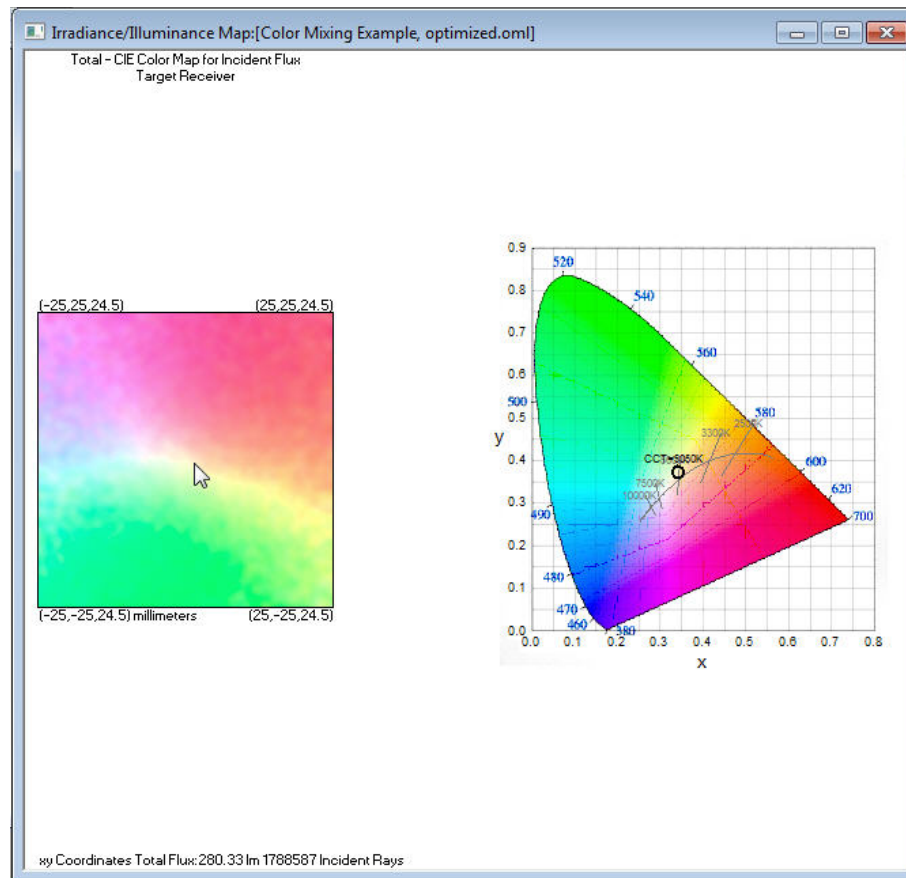 Irradiance/Illuminance Map:[Color Mixing Example, optimized.oml]
Total - CIE Color Map for Incident Flux
Target Receiver
(-25,25,24.5) (25,25,24.5)
(-25,-25,24.5) millimeters (25,-25,24.5)
0.9
0.8
0.7
0.6
0.5
0.4
0.3
0.2
0.1
0.0
y
520
540
560
500
580
3300K
600
7500K
620
10000K
490
700
480
470
460
380
0.0 0.1 0.2 0.3 0.4 0.5 0.6 0.7 0.8
x
xy Coordinates Total Flux:280.33 lm 1788587 Incident Rays